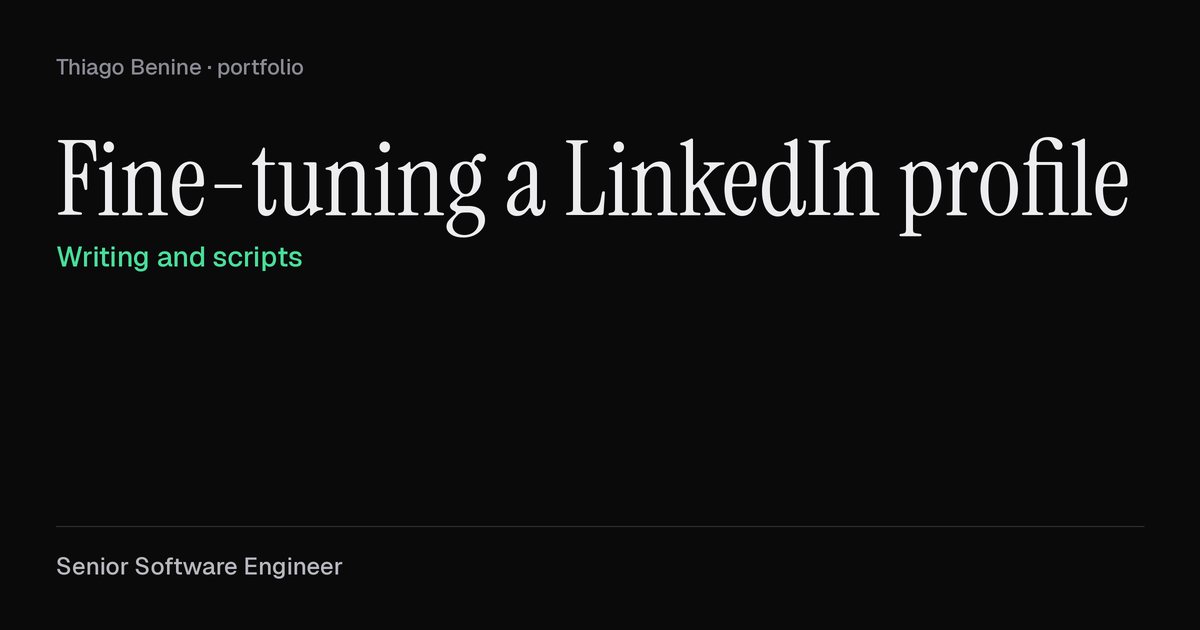 Thiago Benine · portfolio
Fine-tuning a LinkedIn profile
Writing and scripts
Senior Software Engineer